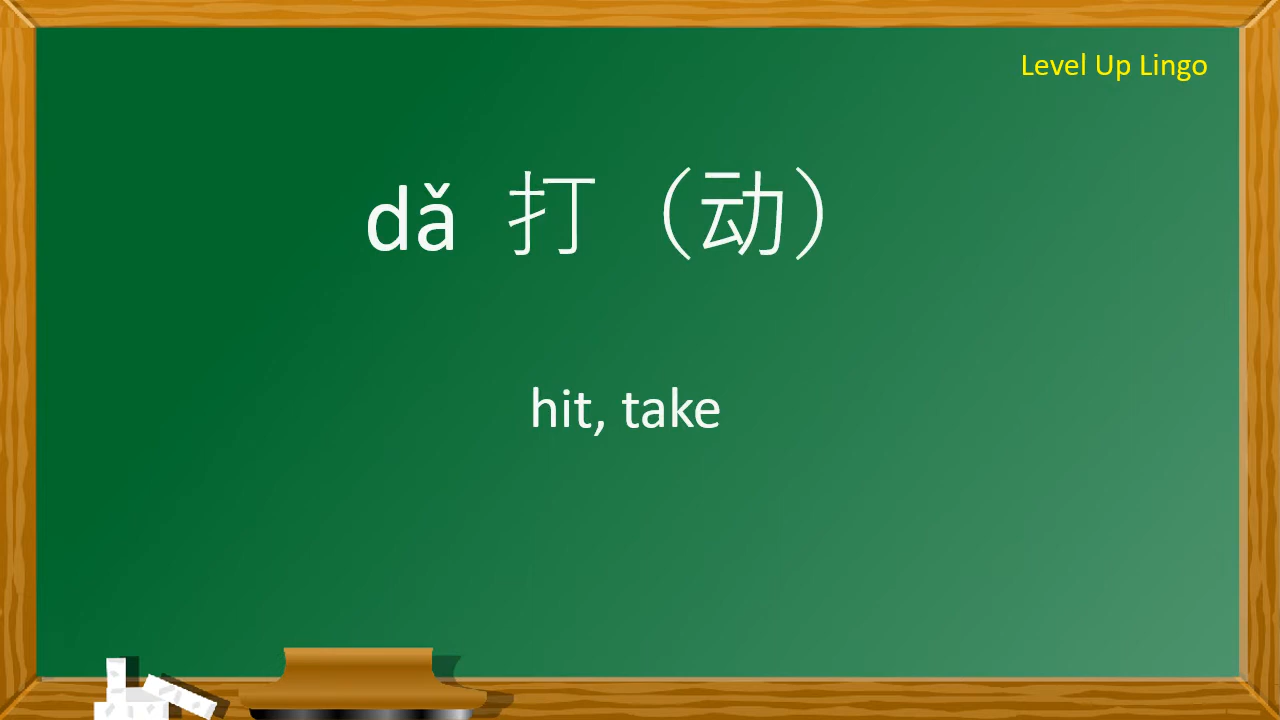 Level Up Lingo
dǎ 打（动）
hit, take